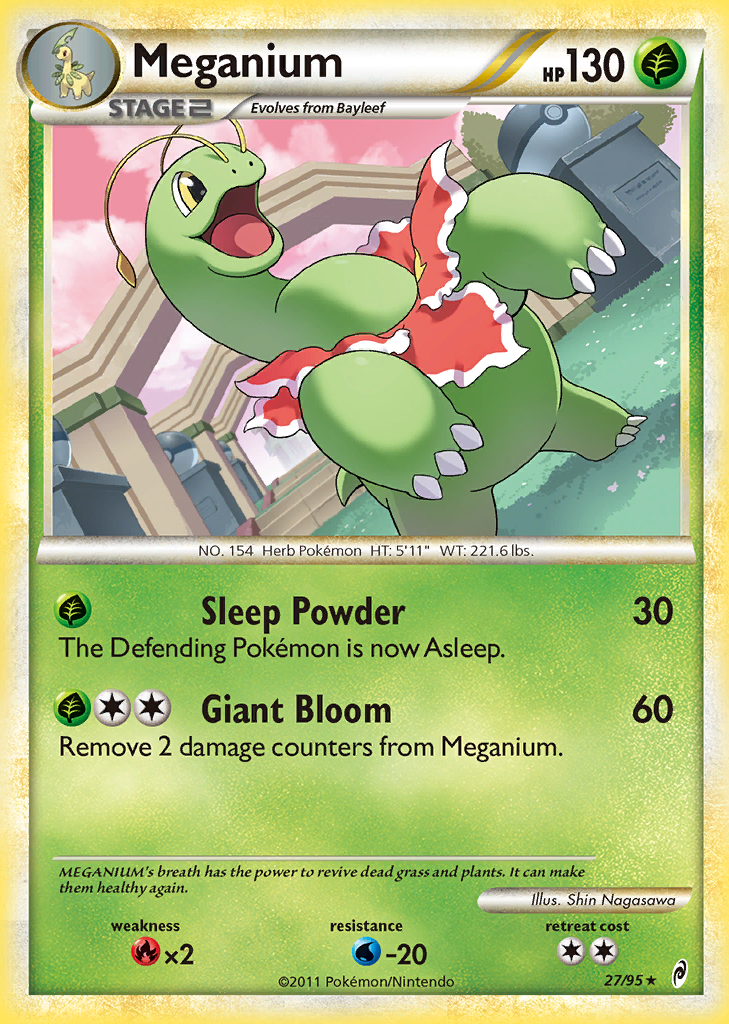 Meganium
HP130
STAGE 2
Evolves from Bayleef
NO. 154 Herb Pokémon HT: 5'11" WT: 221.6 lbs.
Sleep Powder 30
The Defending Pokémon is now Asleep.
Giant Bloom 60
Remove 2 damage counters from Meganium.
MEGANIUM's breath has the power to revive dead grass and plants. It can make
them healthy again.
Illus. Shin Nagasawa
weakness resistance retreat cost
×2 -20
©2011 Pokémon/Nintendo
27/95★